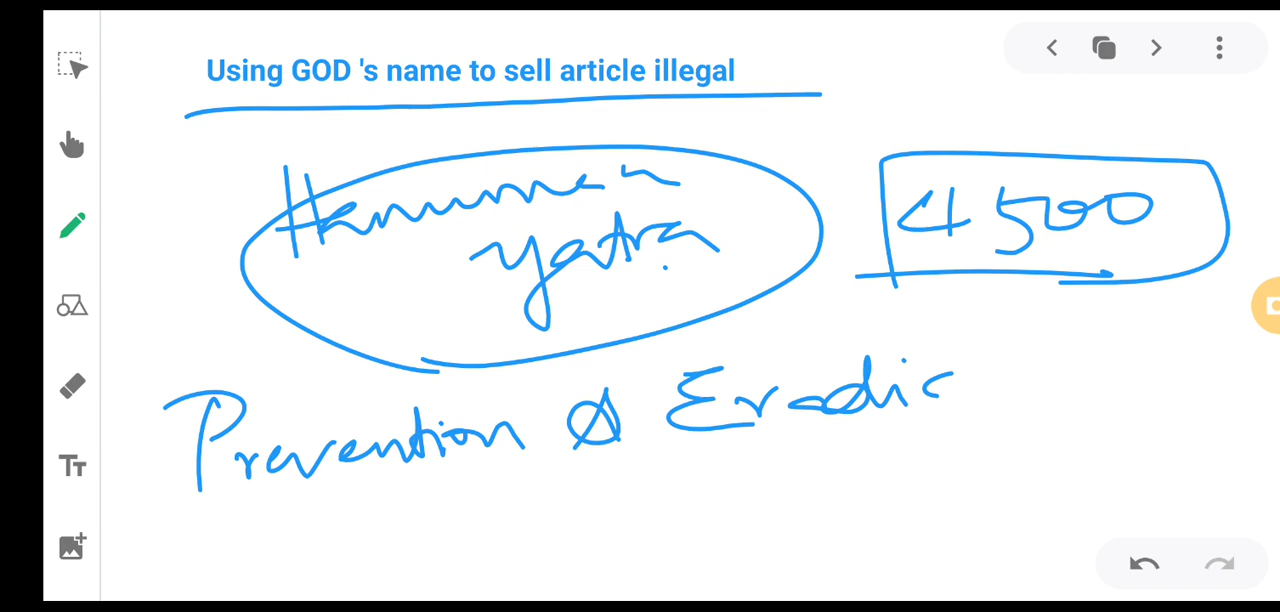 Using GOD 's name to sell article illegal
Hanuman 4500
yatra
Prevention & Eradic